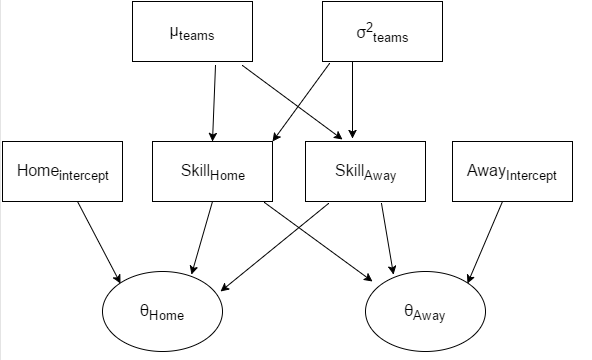 μteams
σ²teams
Homeintercept
SkillHome
SkillAway
AwayIntercept
θHome
θAway